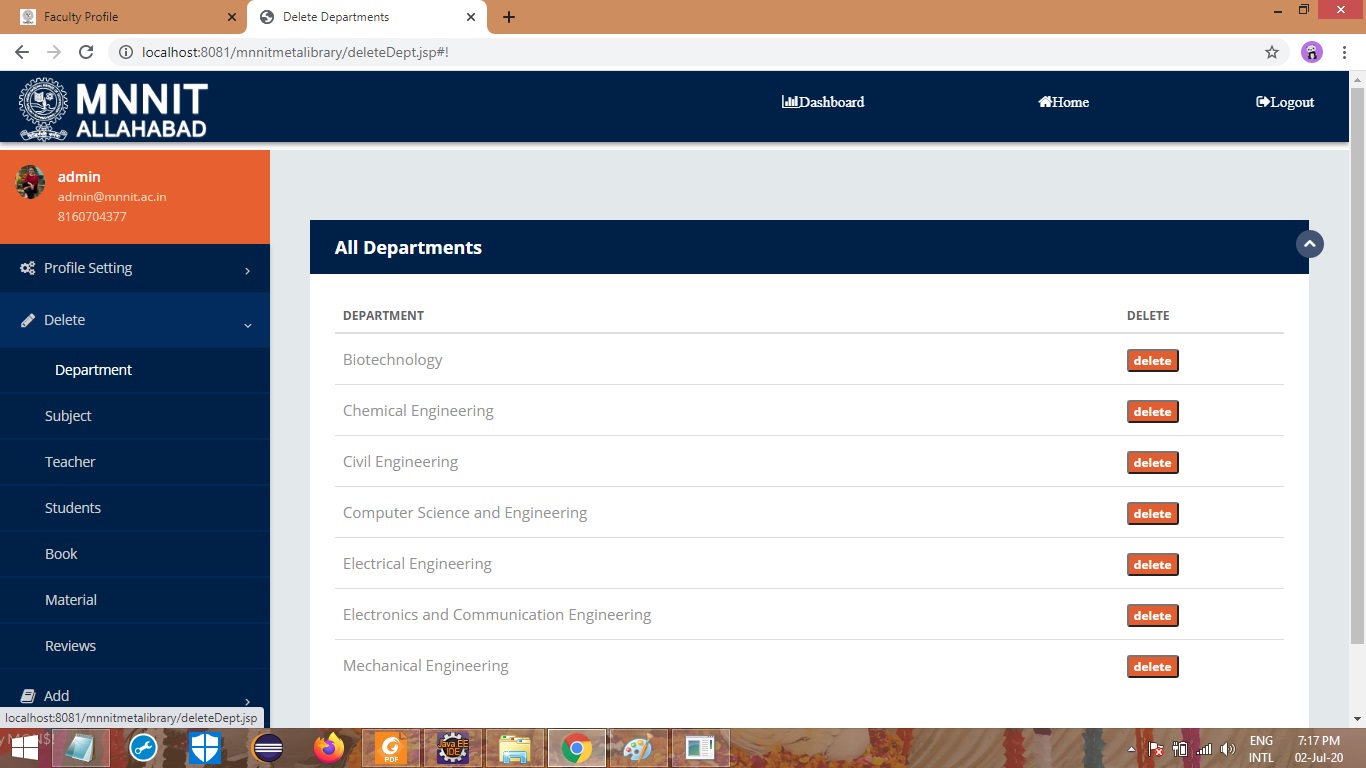 Faculty Profile
Delete Departments
localhost:8081/mnnitmetalibrary/deleteDept.jsp#!
MNNIT
ALLAHABAD
Dashboard
Home
Logout
admin
admin@mnnit.ac.in
8160704377
Profile Setting
Delete
Department
Subject
Teacher
Students
Book
Material
Reviews
Add
All Departments
DEPARTMENT DELETE
Biotechnology delete
Chemical Engineering delete
Civil Engineering delete
Computer Science and Engineering delete
Electrical Engineering delete
Electronics and Communication Engineering delete
Mechanical Engineering delete
localhost:8081/mnnitmetalibrary/deleteDept.jsp
PDF
Java EE
IDE
ENG
INTL
7:17 PM
02-Jul-20